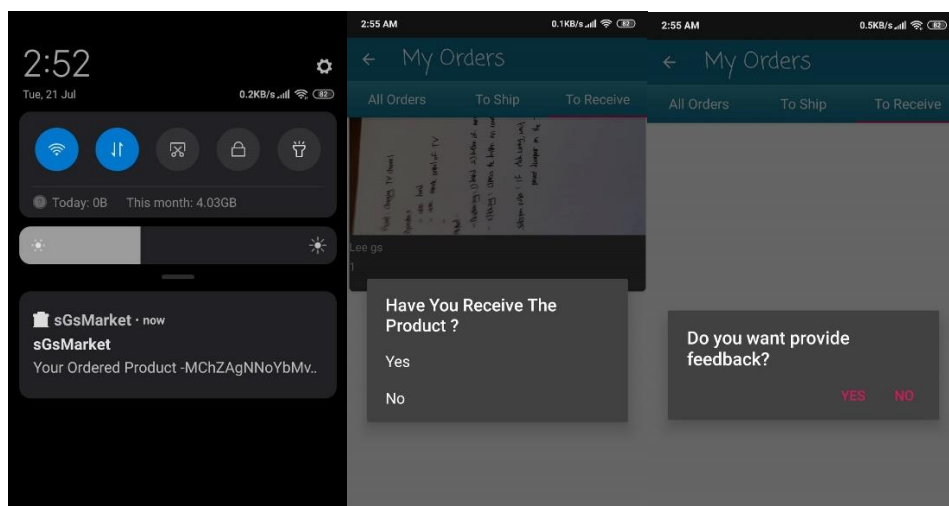 2:52
Tue, 21 Jul
0.2KB/s
82
Today: 0B This month: 4.03GB
sGsMarket · now
sGsMarket
Your Ordered Product -MChZAgNNoYbMv..
2:55 AM
0.1KB/s
82
My Orders
All Orders To Ship To Receive
Lee gs
1
Have You Receive The
Product ?
Yes
No
2:55 AM
0.5KB/s
82
My Orders
All Orders To Ship To Receive
Do you want provide
feedback?
YES NO